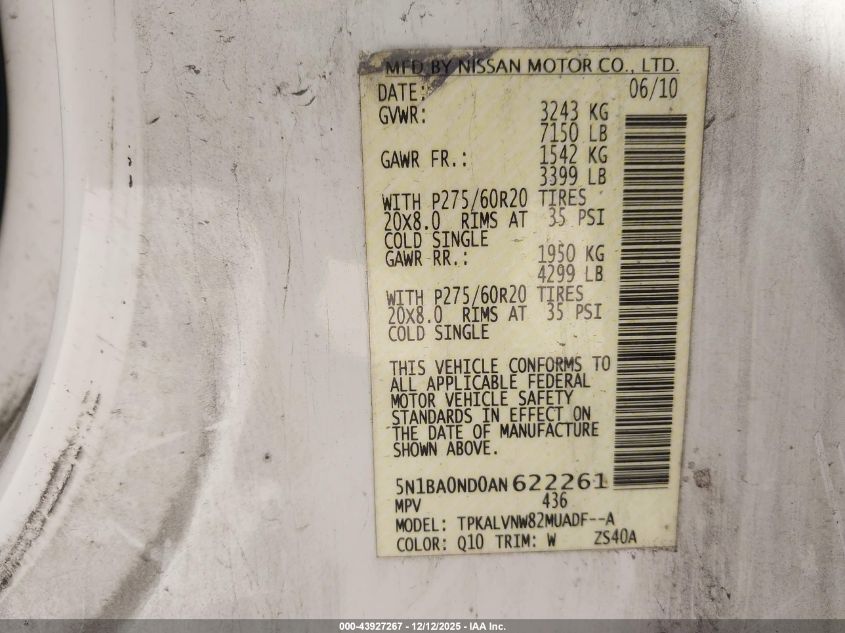 MFD BY NISSAN MOTOR CO., LTD.
DATE: 06/10
GVWR: 3243 KG
7150 LB
GAWR FR.: 1542 KG
3399 LB
WITH P275/60R20 TIRES
20X8.0 RIMS AT 35 PSI
COLD SINGLE
GAWR RR.: 1950 KG
4299 LB
WITH P275/60R20 TIRES
20X8.0 RIMS AT 35 PSI
COLD SINGLE
THIS VEHICLE CONFORMS TO
ALL APPLICABLE FEDERAL
MOTOR VEHICLE SAFETY
STANDARDS IN EFFECT ON
THE DATE OF MANUFACTURE
SHOWN ABOVE.
5N1BA0ND0AN622261
MPV 436
MODEL: TPKALVNW82MUADF--A
COLOR: Q10 TRIM: W ZS40A
000-43927267 - 12/12/2025 - IAA Inc.